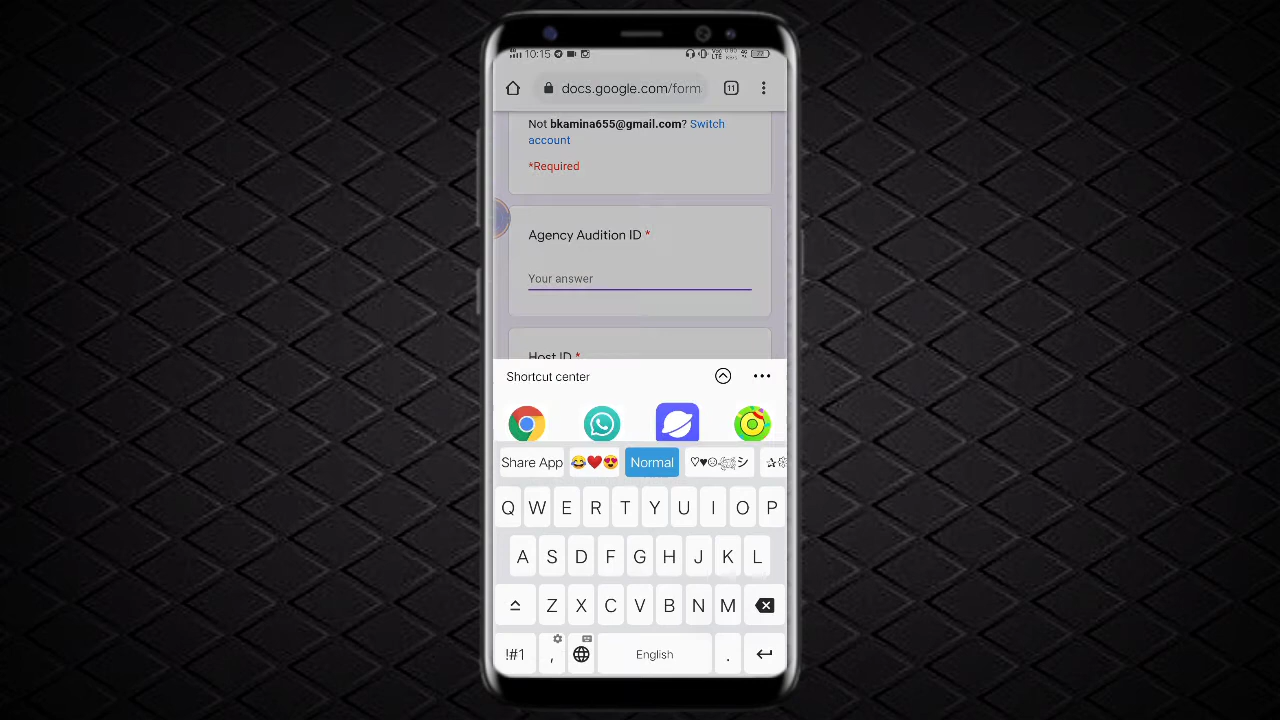 10:15
11
docs.google.com/form
Not bkamina655@gmail.com? Switch
account
*Required
Agency Audition ID *
Your answer
Host ID *
Shortcut center
Share App 😂❤️😍 Normal
Q W E R T Y U I O P
A S D F G H J K L
Z X C V B N M
!#1 , English .